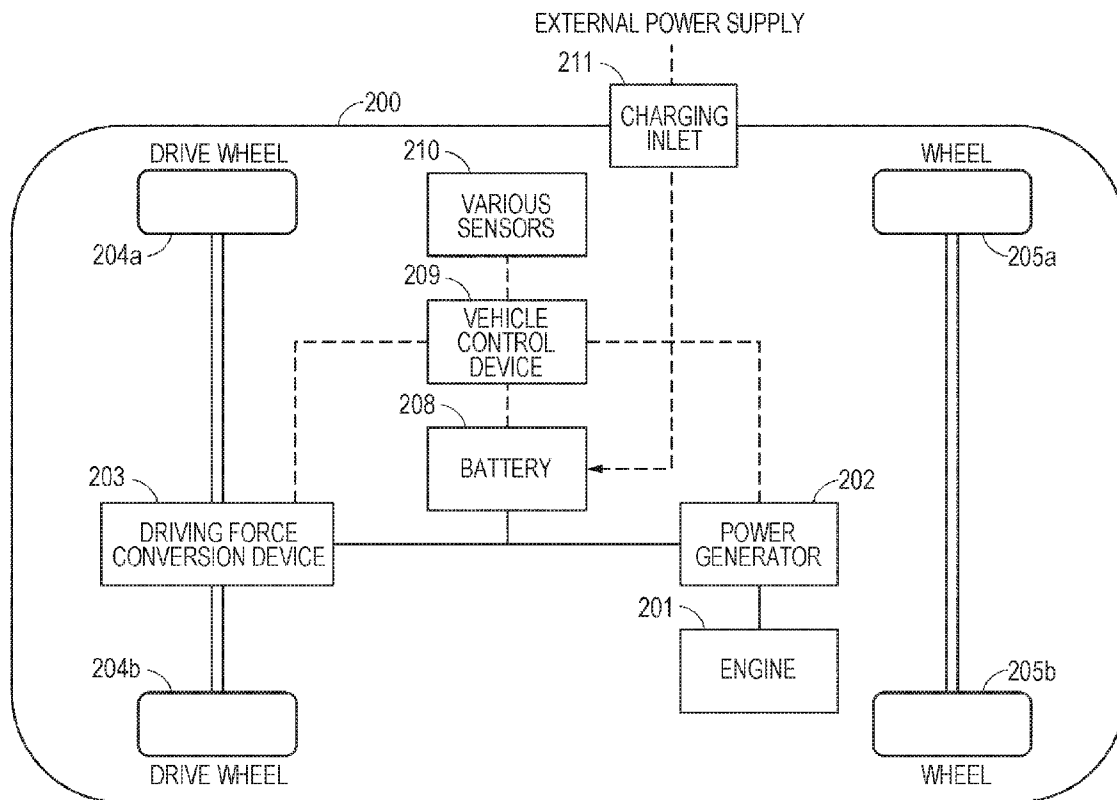 EXTERNAL POWER SUPPLY
211
200
CHARGING
INLET
DRIVE WHEEL
210
WHEEL
VARIOUS
SENSORS
204a
205a
209
VEHICLE
CONTROL
DEVICE
208
BATTERY
203
202
DRIVING FORCE
CONVERSION DEVICE
POWER
GENERATOR
201
ENGINE
204b
205b
DRIVE WHEEL
WHEEL